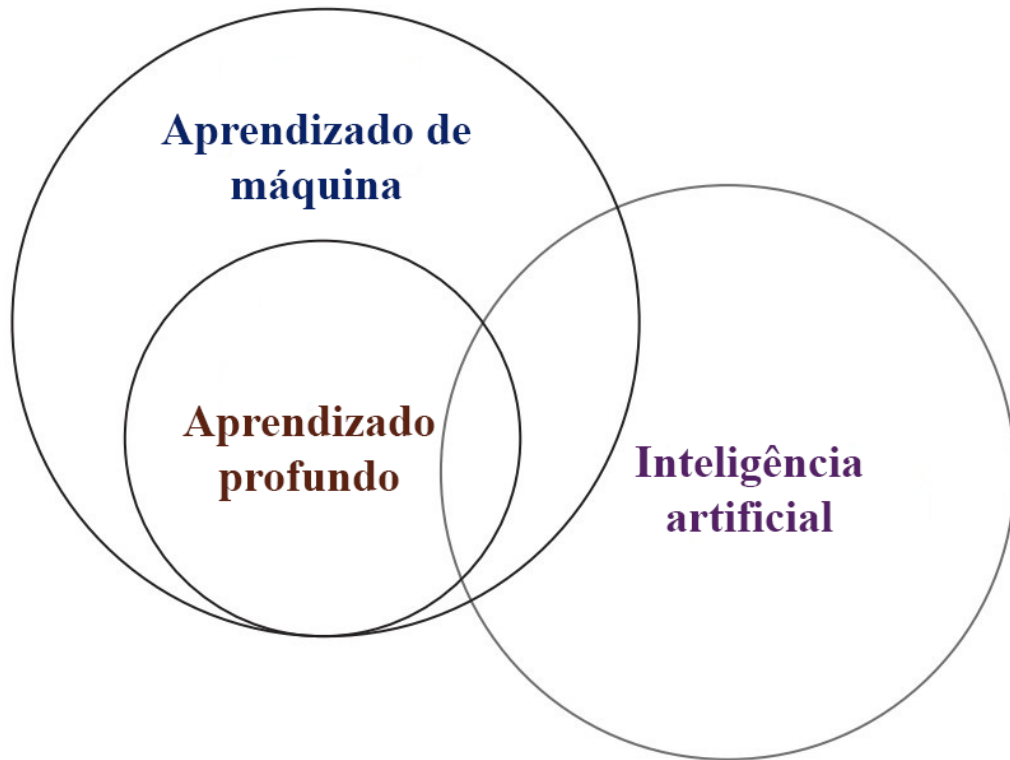 Aprendizado de
máquina
Aprendizado
profundo
Inteligência
artificial